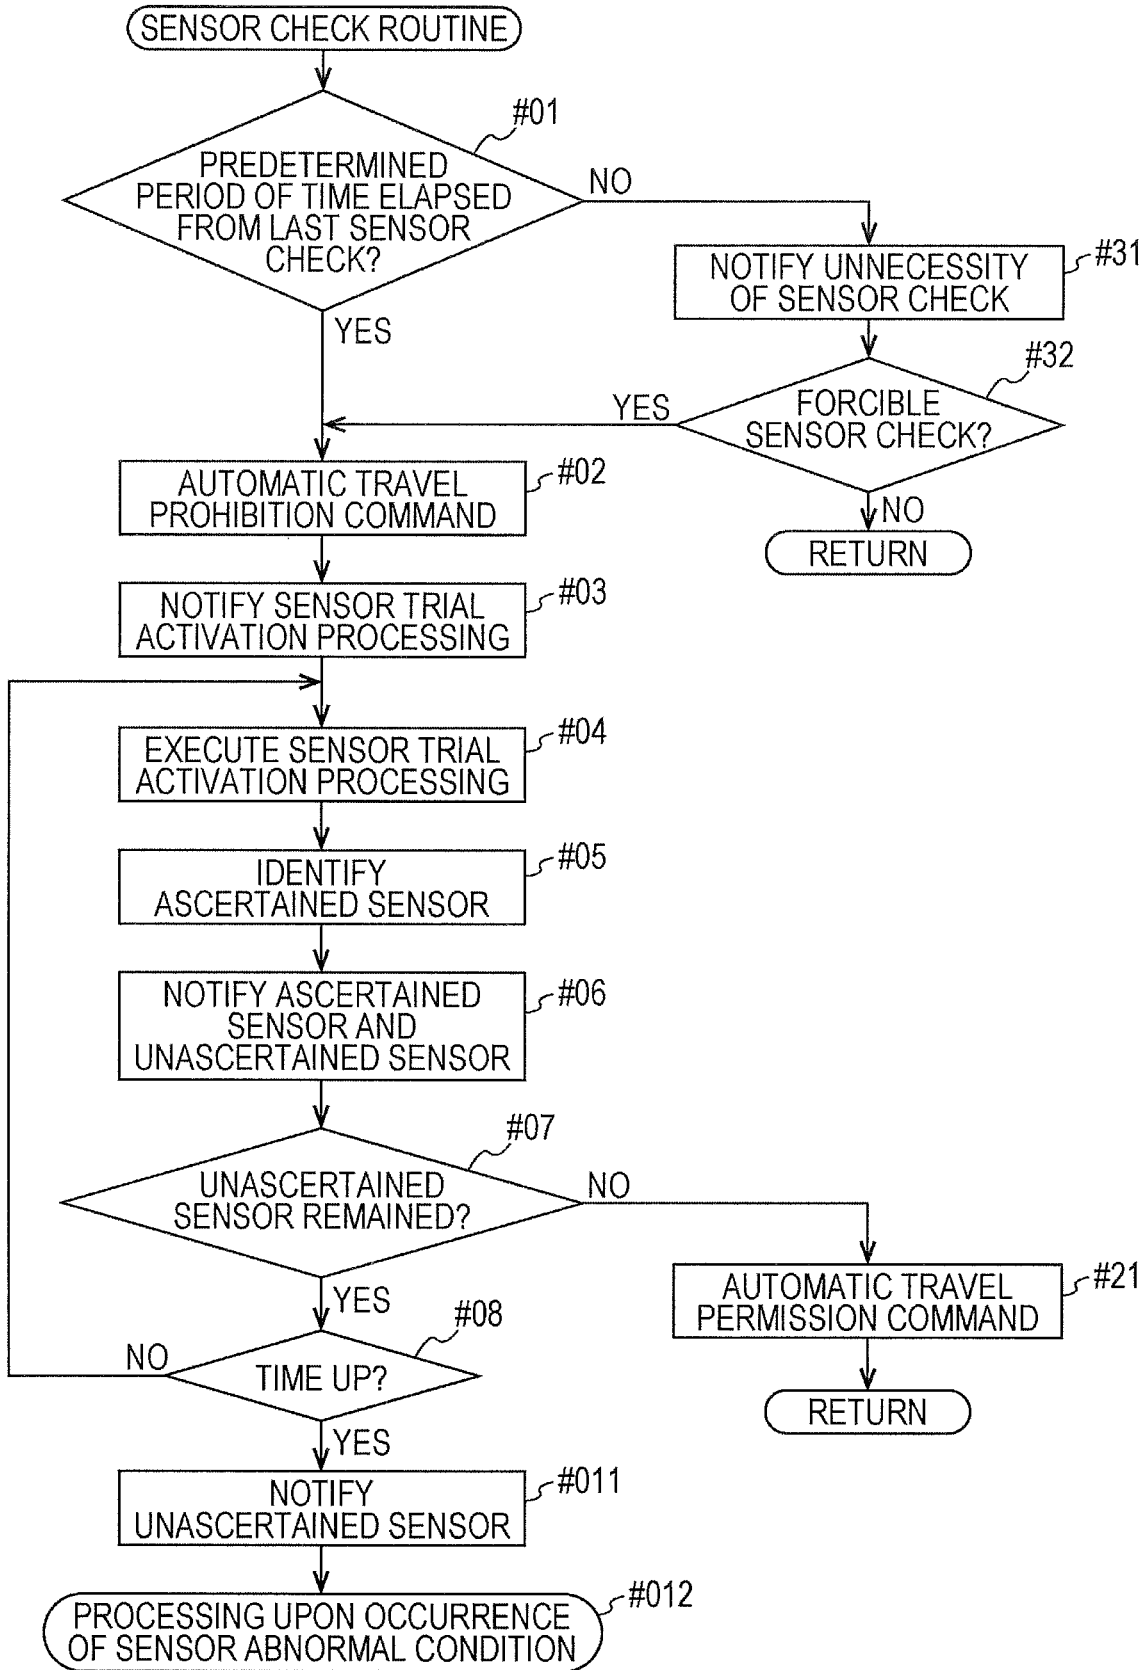 SENSOR CHECK ROUTINE
#01
PREDETERMINED
PERIOD OF TIME ELAPSED
FROM LAST SENSOR
CHECK?
NO
YES
NOTIFY UNNECESSITY
OF SENSOR CHECK
#31
#32
FORCIBLE
SENSOR CHECK?
YES
NO
RETURN
AUTOMATIC TRAVEL
PROHIBITION COMMAND
#02
NOTIFY SENSOR TRIAL
ACTIVATION PROCESSING
#03
EXECUTE SENSOR TRIAL
ACTIVATION PROCESSING
#04
IDENTIFY
ASCERTAINED SENSOR
#05
NOTIFY ASCERTAINED
SENSOR AND
UNASCERTAINED SENSOR
#06
#07
UNASCERTAINED
SENSOR REMAINED?
NO
YES
AUTOMATIC TRAVEL
PERMISSION COMMAND
#21
RETURN
#08
TIME UP?
NO
YES
NOTIFY
UNASCERTAINED SENSOR
#011
PROCESSING UPON OCCURRENCE
OF SENSOR ABNORMAL CONDITION
#012